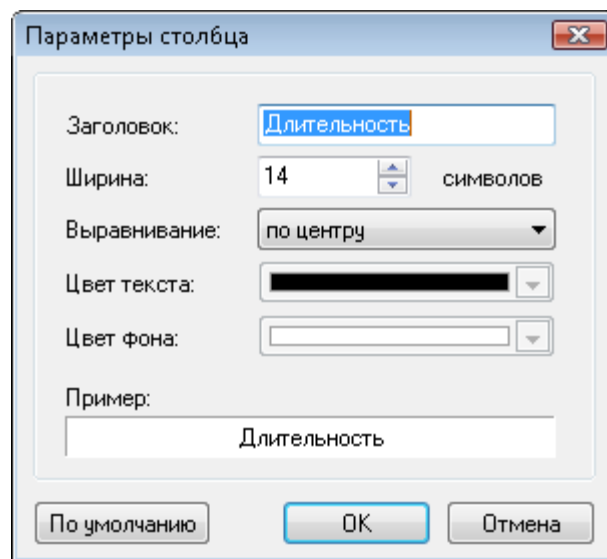 Параметры столбца
Заголовок: Длительность
Ширина: 14 символов
Выравнивание: по центру
Цвет текста:
Цвет фона:
Пример:
Длительность
По умолчанию OK Отмена